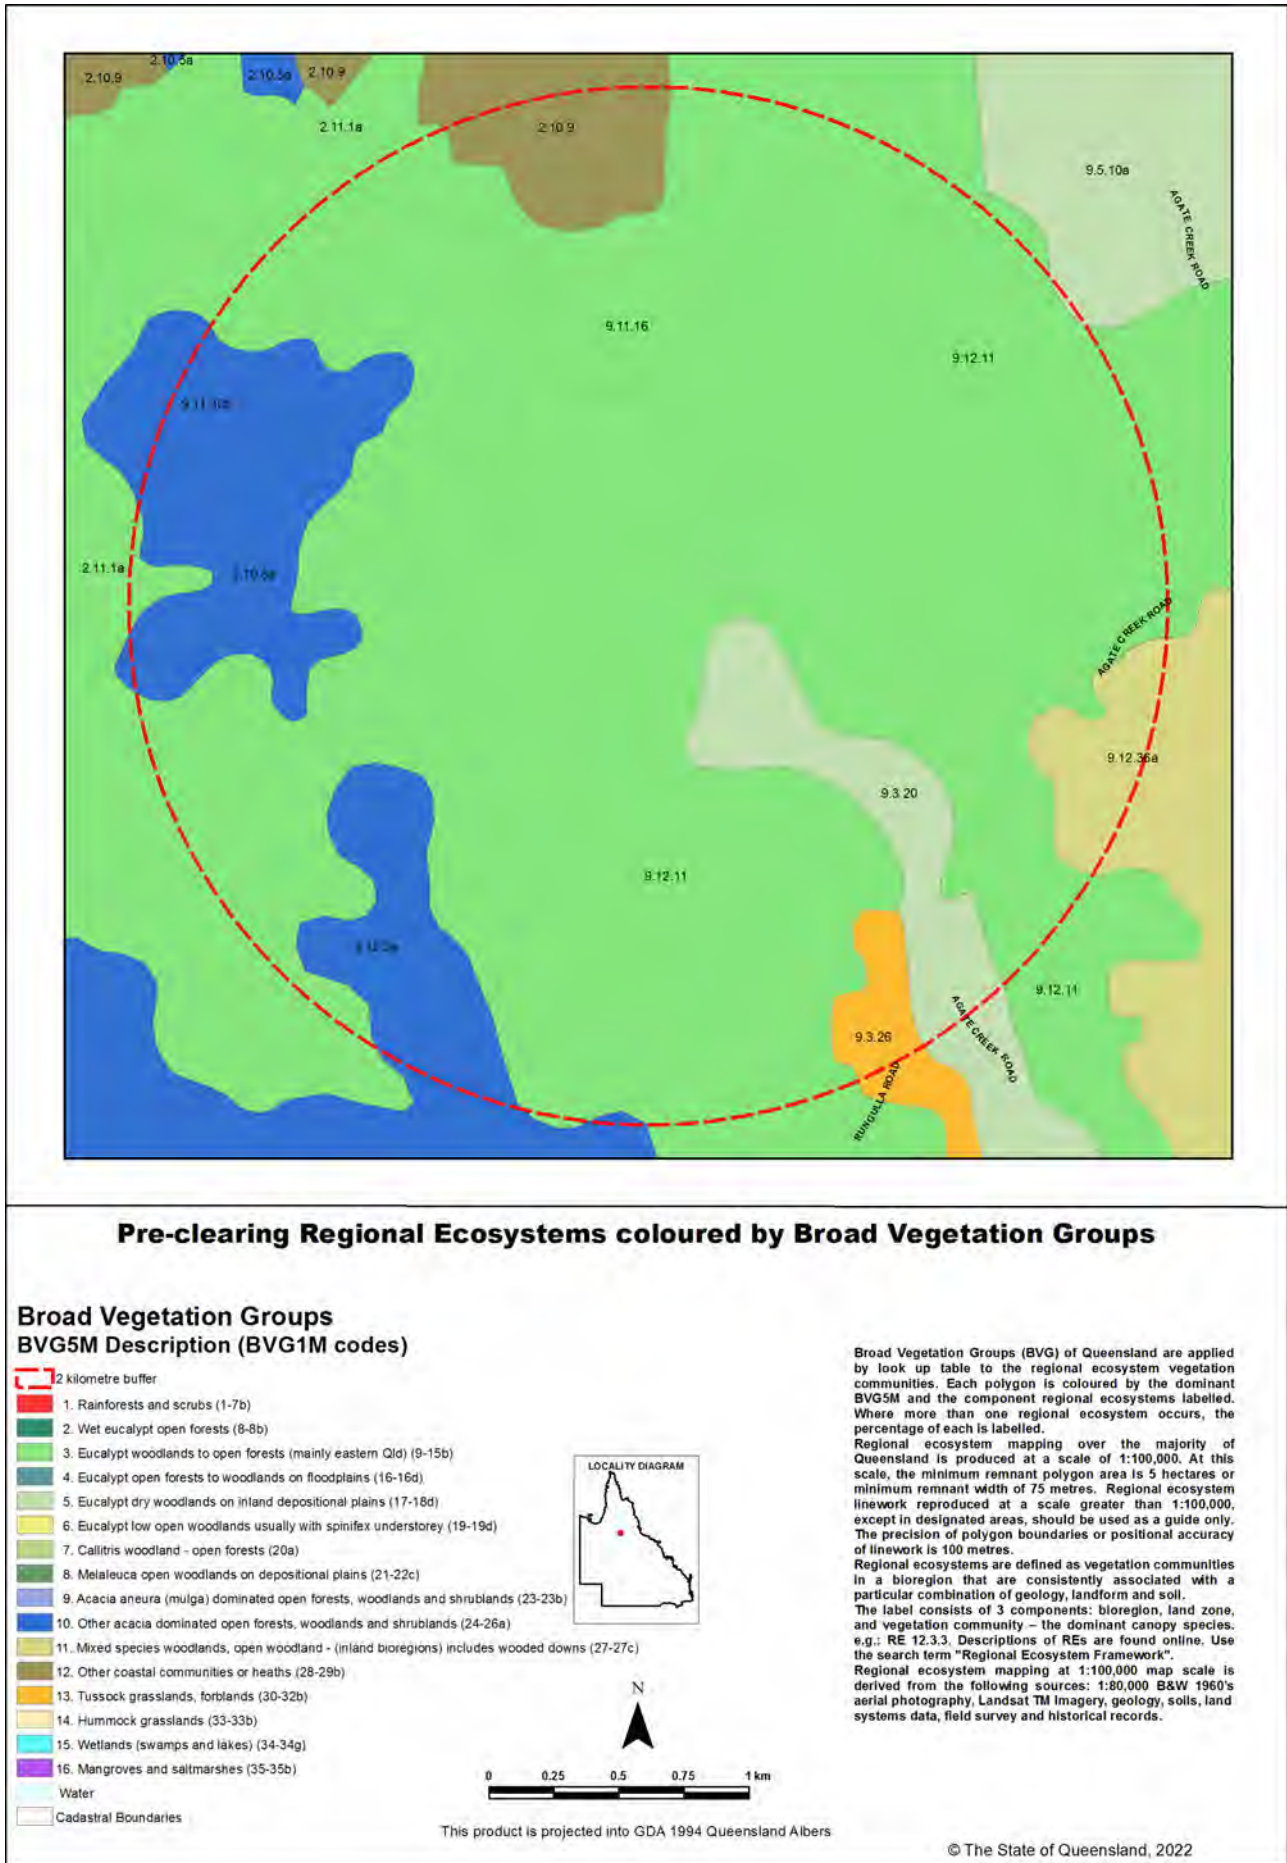 2.10.5a
2.10.9
2.10.5a
2.10.9
2.11.1a
2.10.9
9.5.10a
AGATE CREEK ROAD
9.11.16
9.12.11
2.11.1a
2.10.5a
AGATE CREEK ROAD
9.12.36a
9.3.20
9.12.11
9.12.11
9.3.26
AGATE CREEK ROAD
RUNGULLA ROAD
Pre-clearing Regional Ecosystems coloured by Broad Vegetation Groups
Broad Vegetation Groups
BVG5M Description (BVG1M codes)
2 kilometre buffer
1. Rainforests and scrubs (1-7b)
2. Wet eucalypt open forests (8-8b)
3. Eucalypt woodlands to open forests (mainly eastern Qld) (9-15b)
4. Eucalypt open forests to woodlands on floodplains (16-16d)
5. Eucalypt dry woodlands on inland depositional plains (17-18d)
6. Eucalypt low open woodlands usually with spinifex understorey (19-19d)
7. Callitris woodland - open forests (20a)
8. Melaleuca open woodlands on depositional plains (21-22c)
9. Acacia aneura (mulga) dominated open forests, woodlands and shrublands (23-23b)
10. Other acacia dominated open forests, woodlands and shrublands (24-26a)
11. Mixed species woodlands, open woodland - (inland bioregions) includes wooded downs (27-27c)
12. Other coastal communities or heaths (28-29b)
13. Tussock grasslands, forblands (30-32b)
14. Hummock grasslands (33-33b)
15. Wetlands (swamps and lakes) (34-34g)
16. Mangroves and saltmarshes (35-35b)
Water
Cadastral Boundaries
LOCALITY DIAGRAM
N
0 0.25 0.5 0.75 1 km
This product is projected into GDA 1994 Queensland Albers
Broad Vegetation Groups (BVG) of Queensland are applied
by look up table to the regional ecosystem vegetation
communities. Each polygon is coloured by the dominant
BVG5M and the component regional ecosystems labelled.
Where more than one regional ecosystem occurs, the
percentage of each is labelled.
Regional ecosystem mapping over the majority of
Queensland is produced at a scale of 1:100,000. At this
scale, the minimum remnant polygon area is 5 hectares or
minimum remnant width of 75 metres. Regional ecosystem
linework reproduced at a scale greater than 1:100,000,
except in designated areas, should be used as a guide only.
The precision of polygon boundaries or positional accuracy
of linework is 100 metres.
Regional ecosystems are defined as vegetation communities
in a bioregion that are consistently associated with a
particular combination of geology, landform and soil.
The label consists of 3 components: bioregion, land zone,
and vegetation community – the dominant canopy species.
e.g.: RE 12.3.3. Descriptions of REs are found online. Use
the search term "Regional Ecosystem Framework".
Regional ecosystem mapping at 1:100,000 map scale is
derived from the following sources: 1:80,000 B&W 1960's
aerial photography, Landsat TM Imagery, geology, soils, land
systems data, field survey and historical records.
© The State of Queensland, 2022